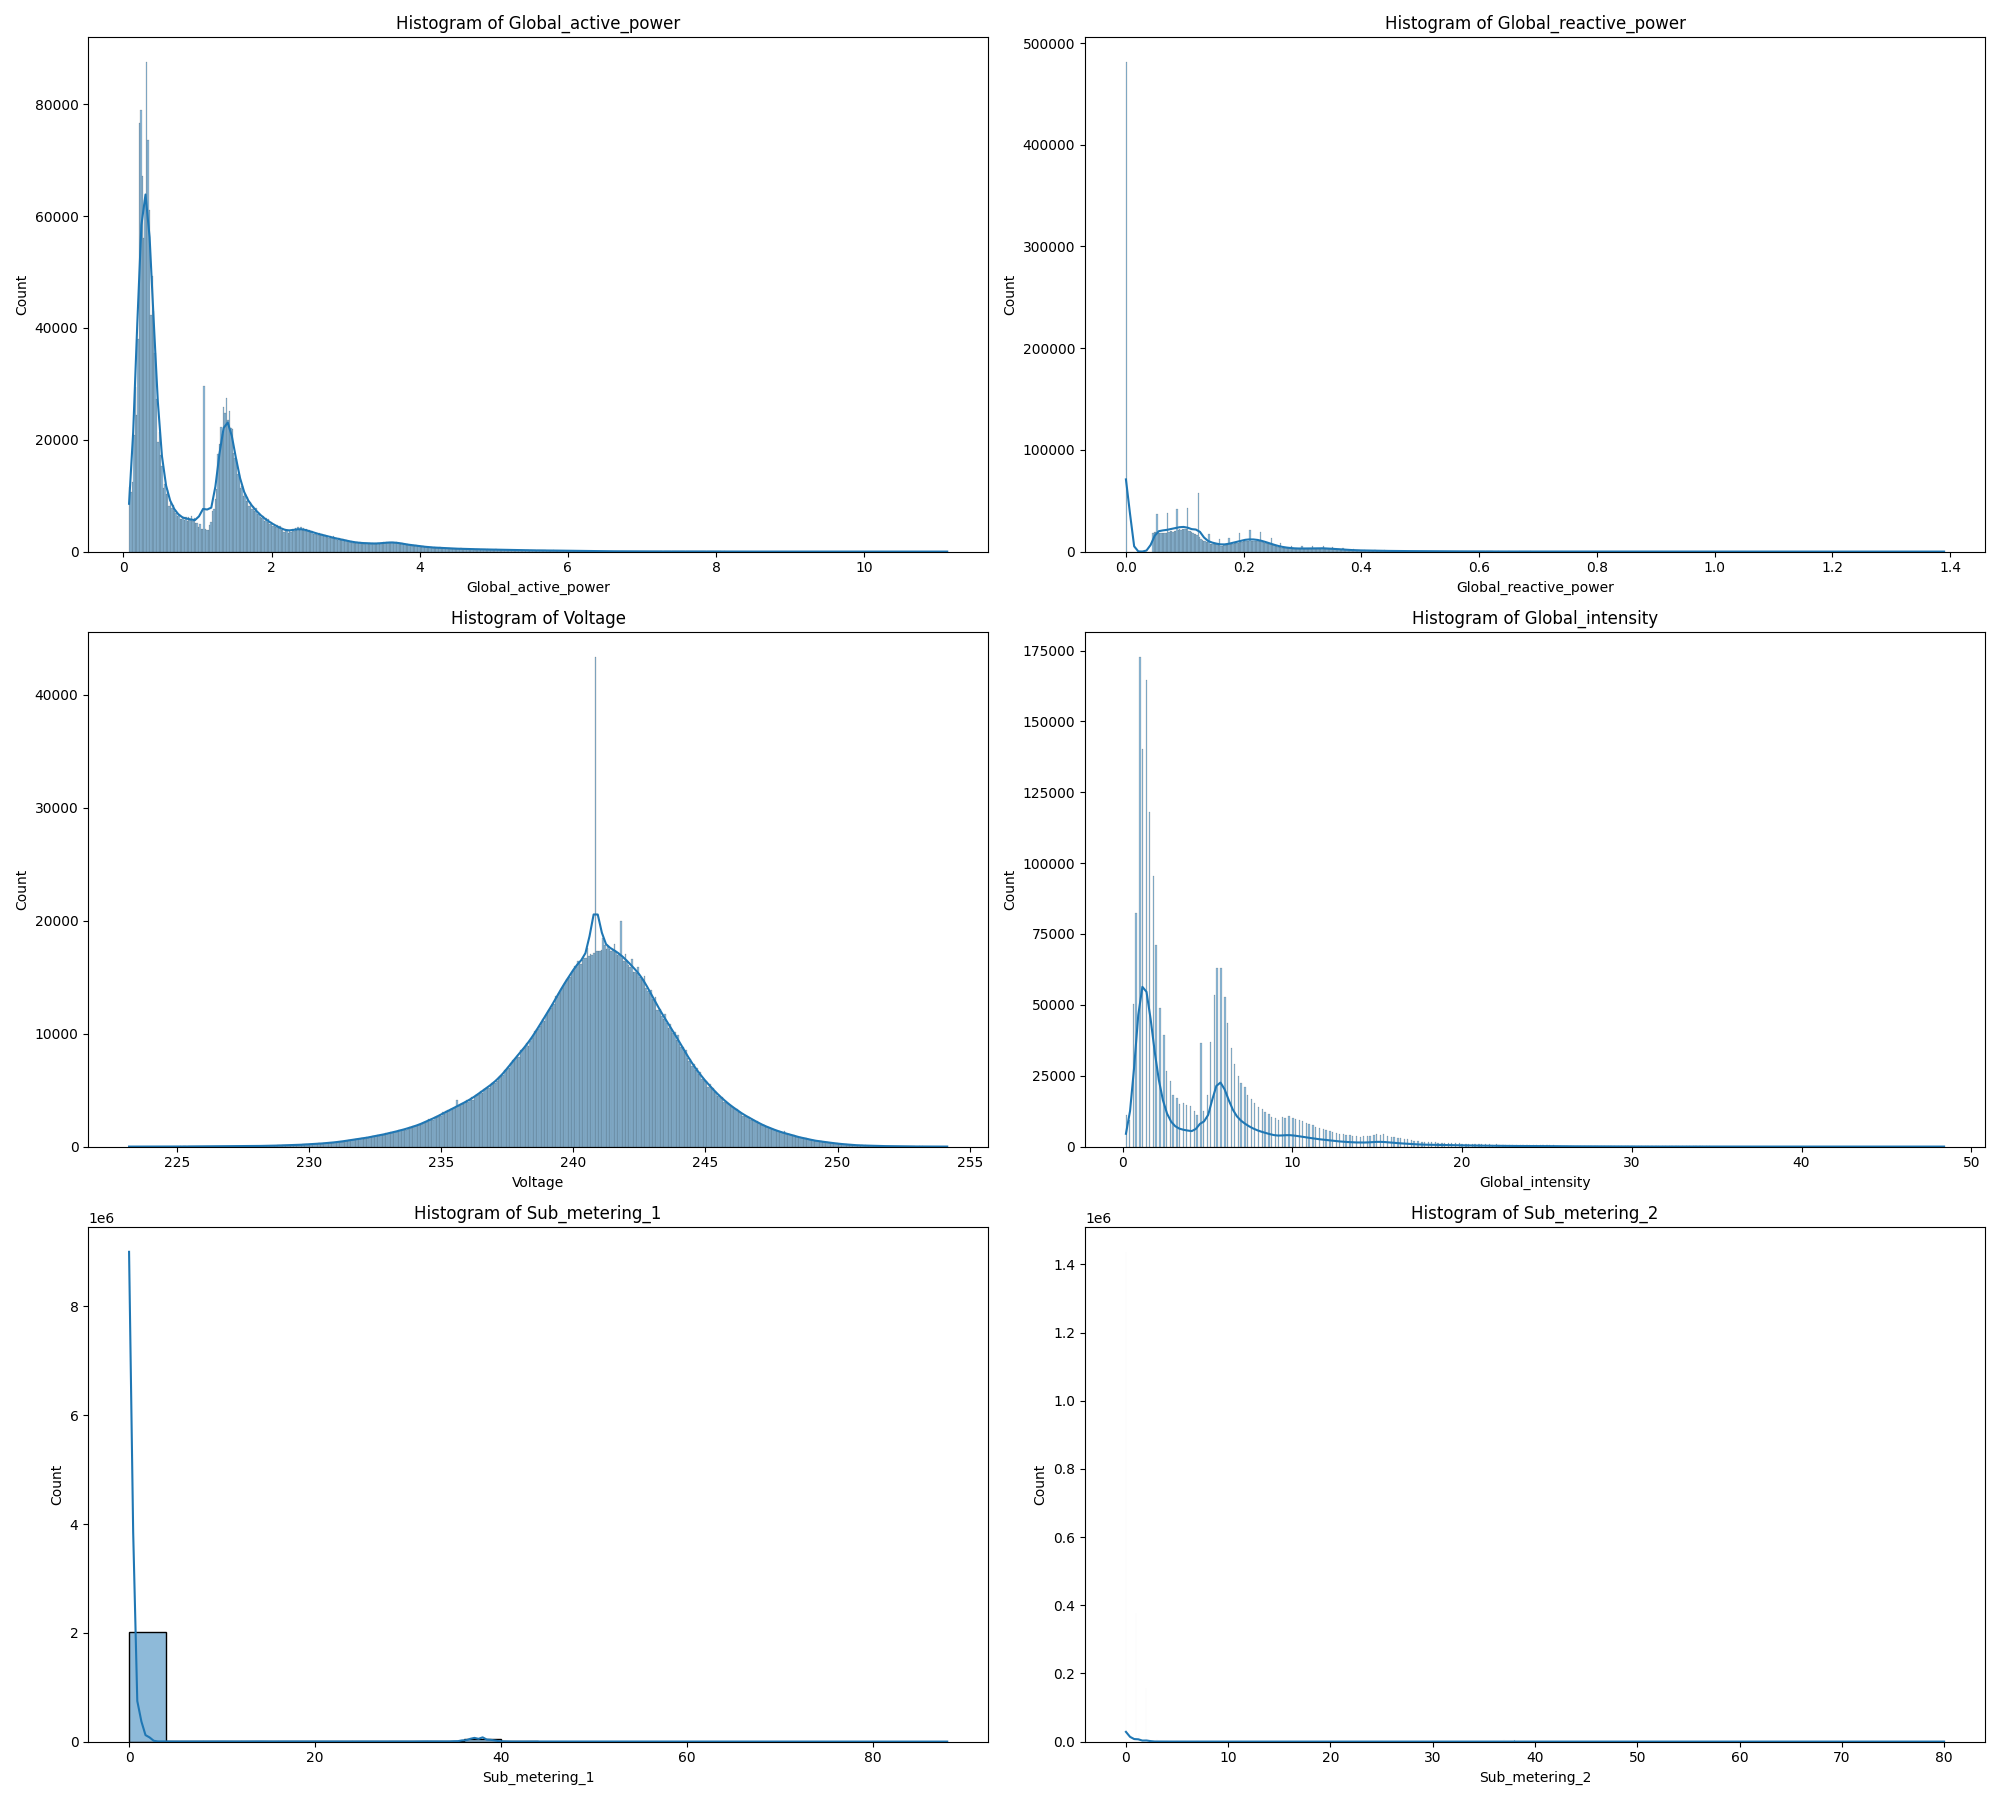 Histogram of Global_active_power
80000
60000
40000
20000
0
Count
0 2 4 6 8 10
Global_active_power
Histogram of Global_reactive_power
500000
400000
300000
200000
100000
0
Count
0.0 0.2 0.4 0.6 0.8 1.0 1.2 1.4
Global_reactive_power
Histogram of Voltage
40000
30000
20000
10000
0
Count
225 230 235 240 245 250 255
Voltage
Histogram of Global_intensity
175000
150000
125000
100000
75000
50000
25000
0
Count
0 10 20 30 40 50
Global_intensity
Histogram of Sub_metering_1
1e6
8
6
4
2
0
Count
0 20 40 60 80
Sub_metering_1
Histogram of Sub_metering_2
1e6
1.4
1.2
1.0
0.8
0.6
0.4
0.2
0.0
Count
0 10 20 30 40 50 60 70 80
Sub_metering_2